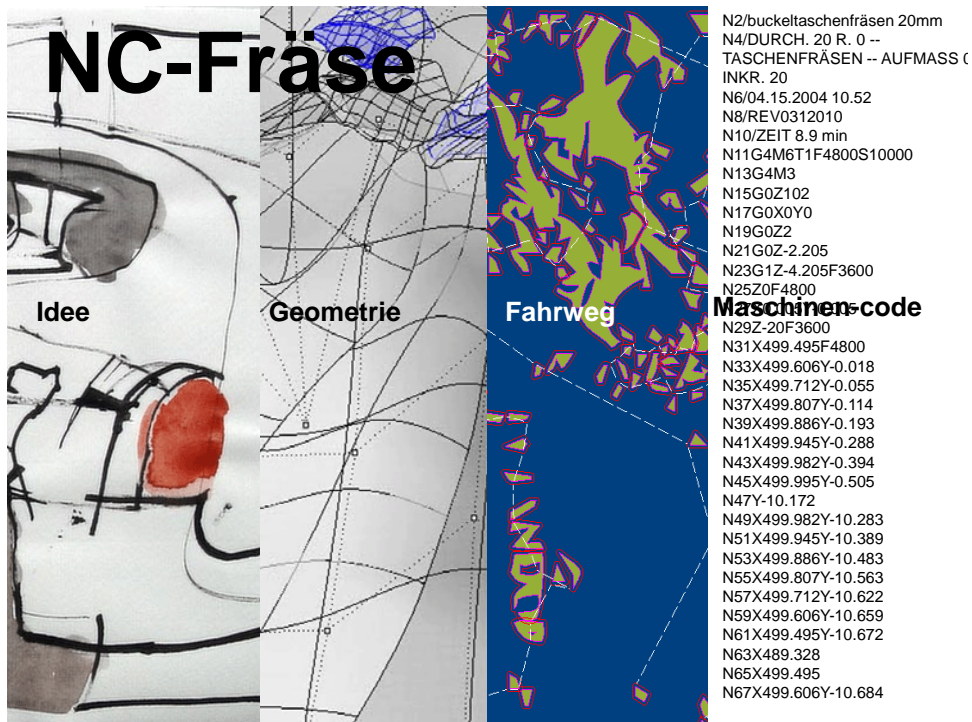 NC-Fräse
Idee
Geometrie
Fahrweg
Maschinen-code
N2/buckeltaschenfräsen 20mm
N4/DURCH. 20 R. 0 --
TASCHENFRÄSEN -- AUFMASS 0
INKR. 20
N6/04.15.2004 10.52
N8/REV0312010
N10/ZEIT 8.9 min
N11G4M6T1F4800S10000
N13G4M3
N15G0Z102
N17G0X0Y0
N19G0Z2
N21G0Z-2.205
N23G1Z-4.205F3600
N25Z0F4800
N29Z-20F3600
N31X499.495F4800
N33X499.606Y-0.018
N35X499.712Y-0.055
N37X499.807Y-0.114
N39X499.886Y-0.193
N41X499.945Y-0.288
N43X499.982Y-0.394
N45X499.995Y-0.505
N47Y-10.172
N49X499.982Y-10.283
N51X499.945Y-10.389
N53X499.886Y-10.483
N55X499.807Y-10.563
N57X499.712Y-10.622
N59X499.606Y-10.659
N61X499.495Y-10.672
N63X489.328
N65X499.495
N67X499.606Y-10.684